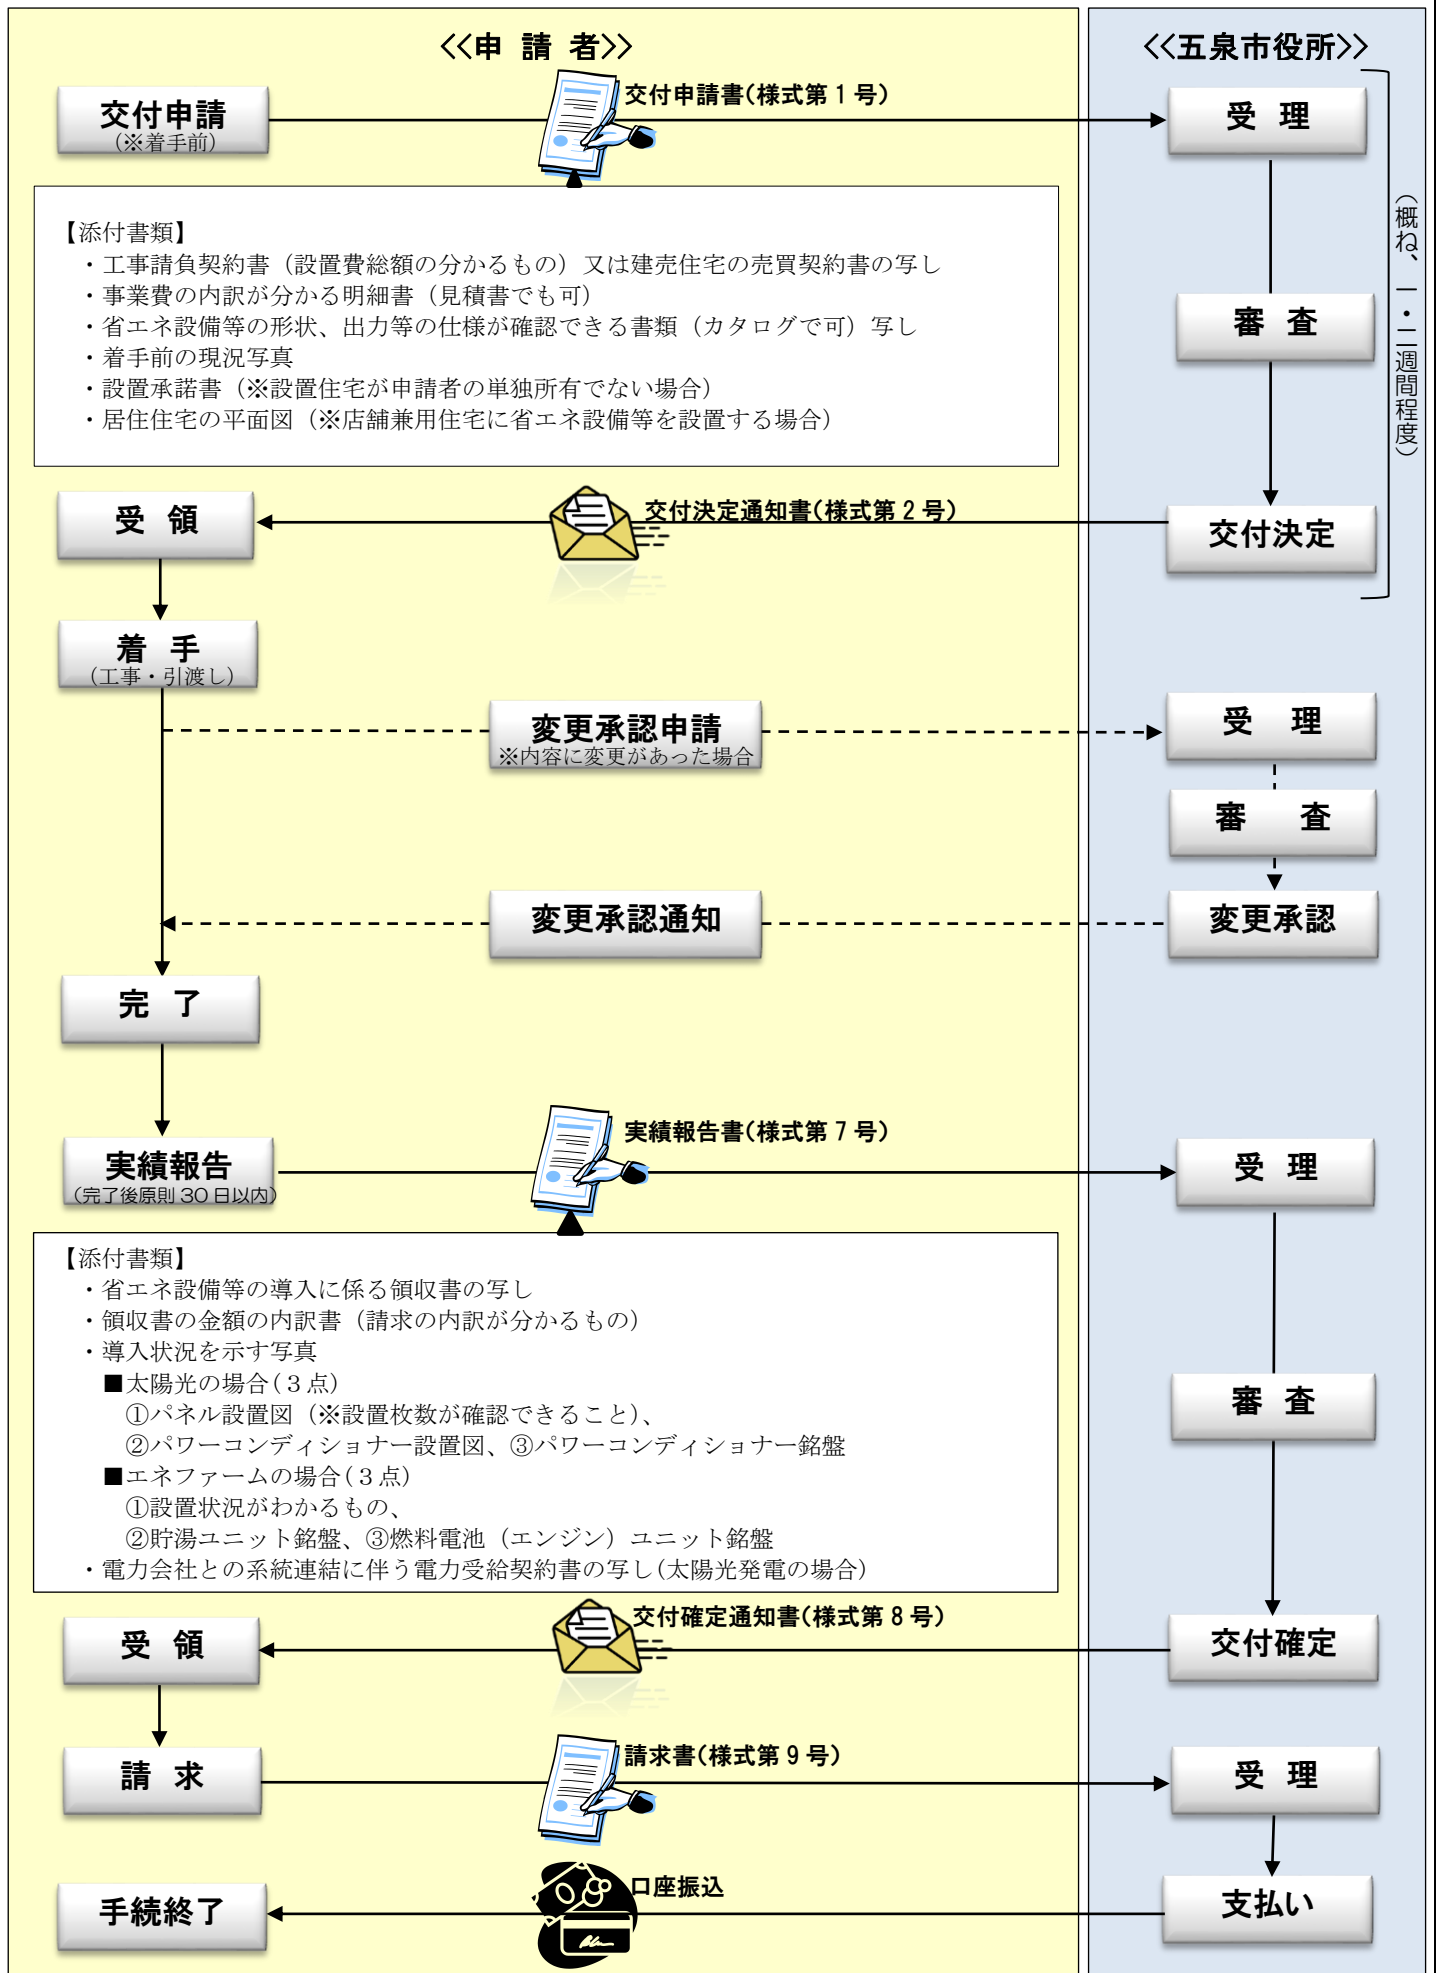 <<申 請 者>>
<<五泉市役所>>
交付申請
（※着手前）
交付申請書(様式第１号)
受 理
（概ね、一・二週間程度）
【添付書類】
・工事請負契約書（設置費総額の分かるもの）又は建売住宅の売買契約書の写し
・事業費の内訳が分かる明細書（見積書でも可）
・省エネ設備等の形状、出力等の仕様が確認できる書類（カタログで可）写し
・着手前の現況写真
・設置承諾書（※設置住宅が申請者の単独所有でない場合）
・居住住宅の平面図（※店舗兼用住宅に省エネ設備等を設置する場合）
審 査
受 領
交付決定通知書(様式第２号)
交付決定
着 手
（工事・引渡し）
変更承認申請
※内容に変更があった場合
受 理
審 査
変更承認通知
変更承認
完 了
実績報告
（完了後原則 30 日以内）
実績報告書(様式第７号)
受 理
【添付書類】
・省エネ設備等の導入に係る領収書の写し
・領収書の金額の内訳書（請求の内訳が分かるもの）
・導入状況を示す写真
■太陽光の場合(３点)
①パネル設置図（※設置枚数が確認できること）、
②パワーコンディショナー設置図、③パワーコンディショナー銘盤
■エネファームの場合(３点)
①設置状況がわかるもの、
②貯湯ユニット銘盤、③燃料電池（エンジン）ユニット銘盤
・電力会社との系統連結に伴う電力受給契約書の写し(太陽光発電の場合)
審 査
受 領
交付確定通知書(様式第８号)
交付確定
請 求
請求書(様式第９号)
受 理
手続終了
口座振込
支払い